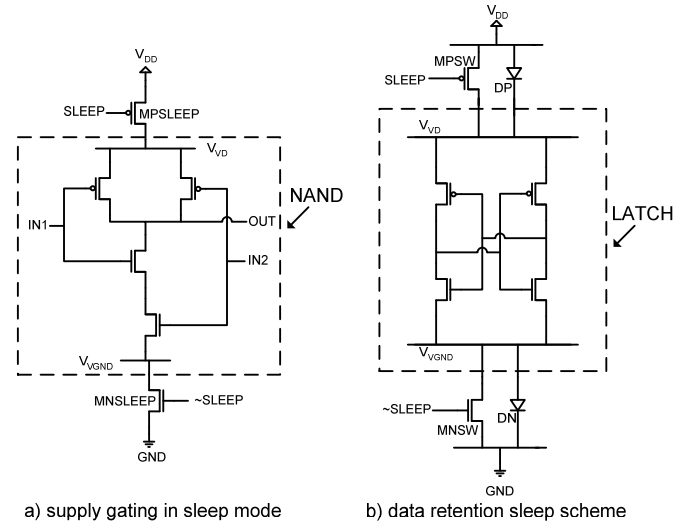 VDD
SLEEP
MPSLEEP
VVD
IN1
OUT
IN2
NAND
VVGND
MNSLEEP
~SLEEP
GND
a) supply gating in sleep mode
VDD
MPSW
SLEEP
DP
VVD
LATCH
VVGND
~SLEEP
MNSW
DN
GND
b) data retention sleep scheme